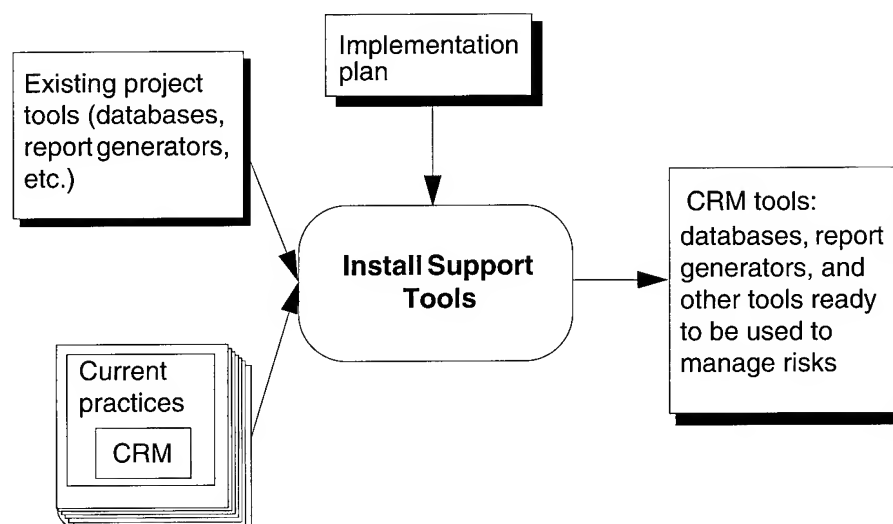 Implementation
plan
Existing project
tools (databases,
report generators,
etc.)
Install Support
Tools
CRM tools:
databases, report
generators, and
other tools ready
to be used to
manage risks
Current
practices
CRM